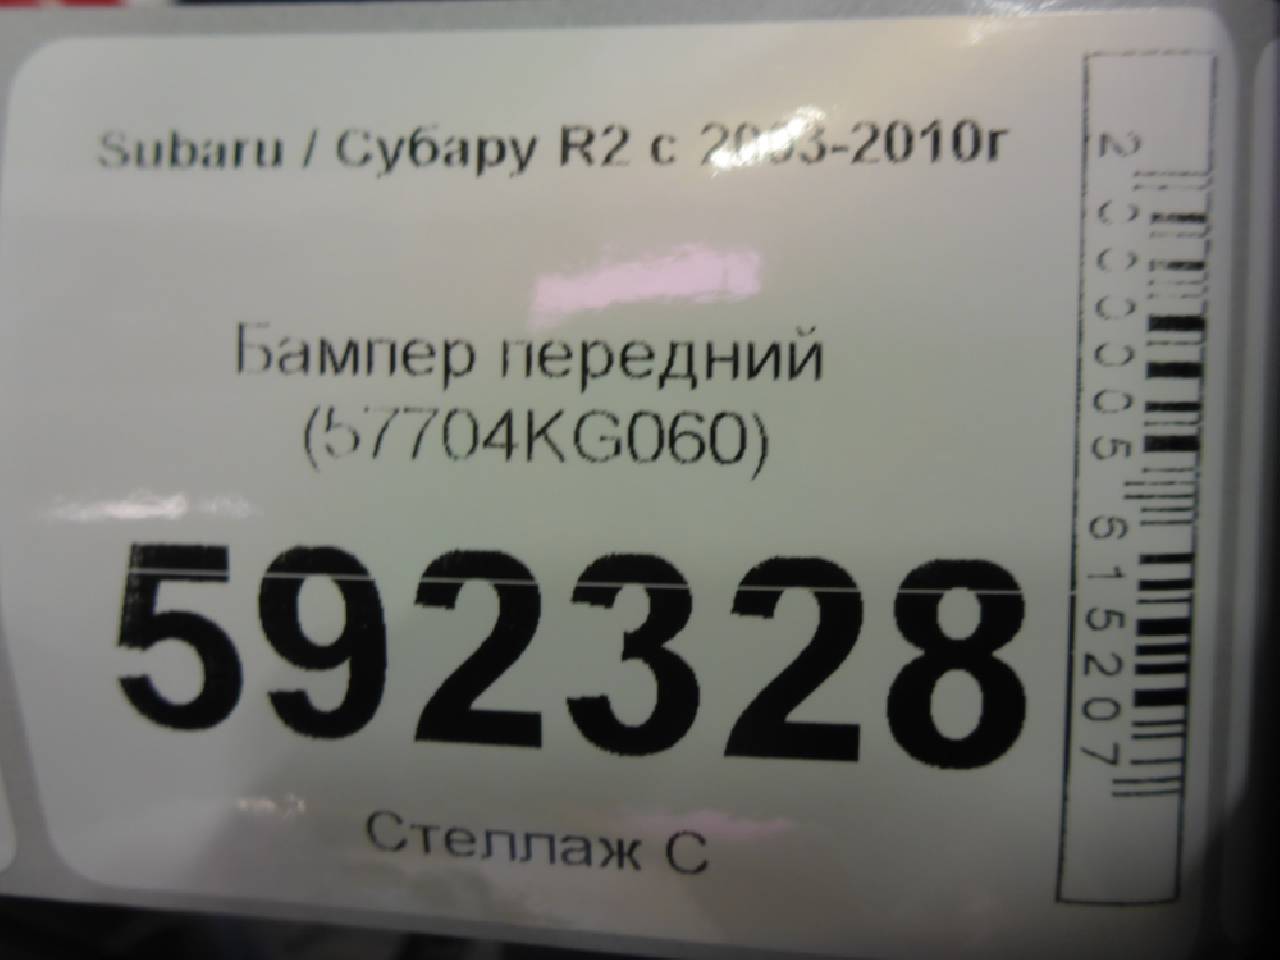 Subaru / Субару R2 с 2003-2010г
Бампер передний
(57704KG060)
592328
Стеллаж С
2000005615207